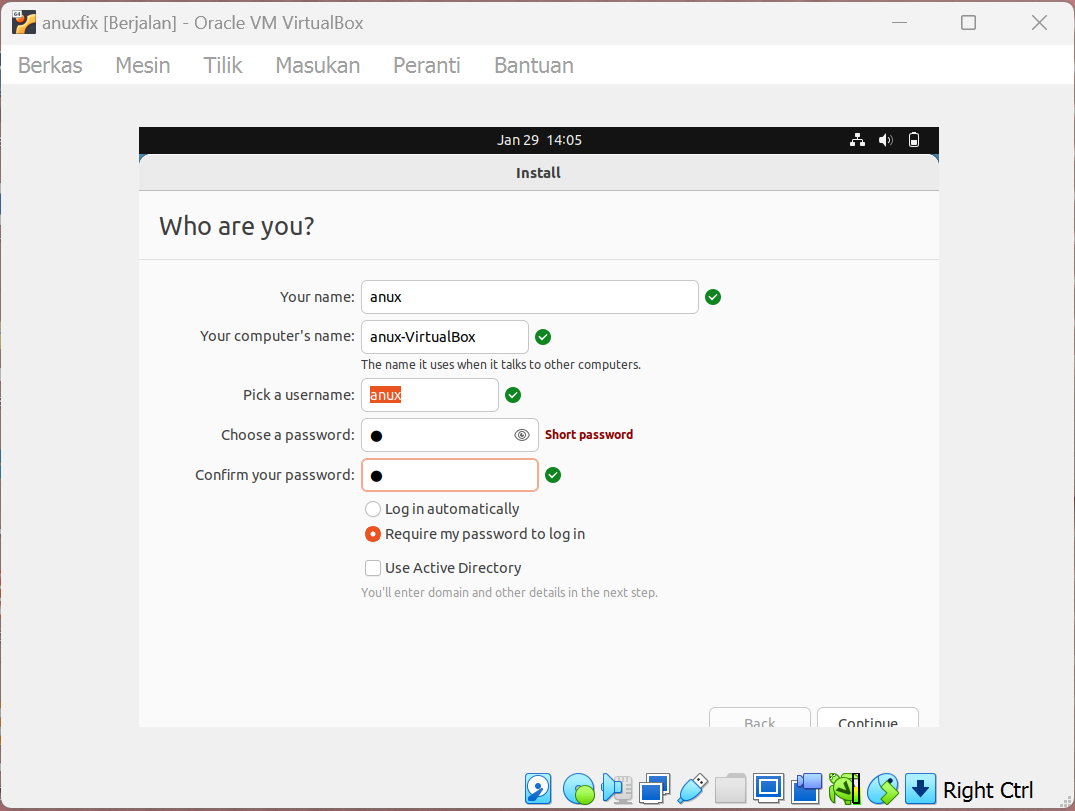 anuxfix [Berjalan] - Oracle VM VirtualBox
Berkas Mesin Tilik Masukan Peranti Bantuan
Jan 29 14:05
Install
Who are you?
Your name: anux
Your computer's name: anux-VirtualBox
The name it uses when it talks to other computers.
Pick a username: anux
Choose a password: ● Short password
Confirm your password: ●
Log in automatically
Require my password to log in
Use Active Directory
You'll enter domain and other details in the next step.
Back Continue
Right Ctrl